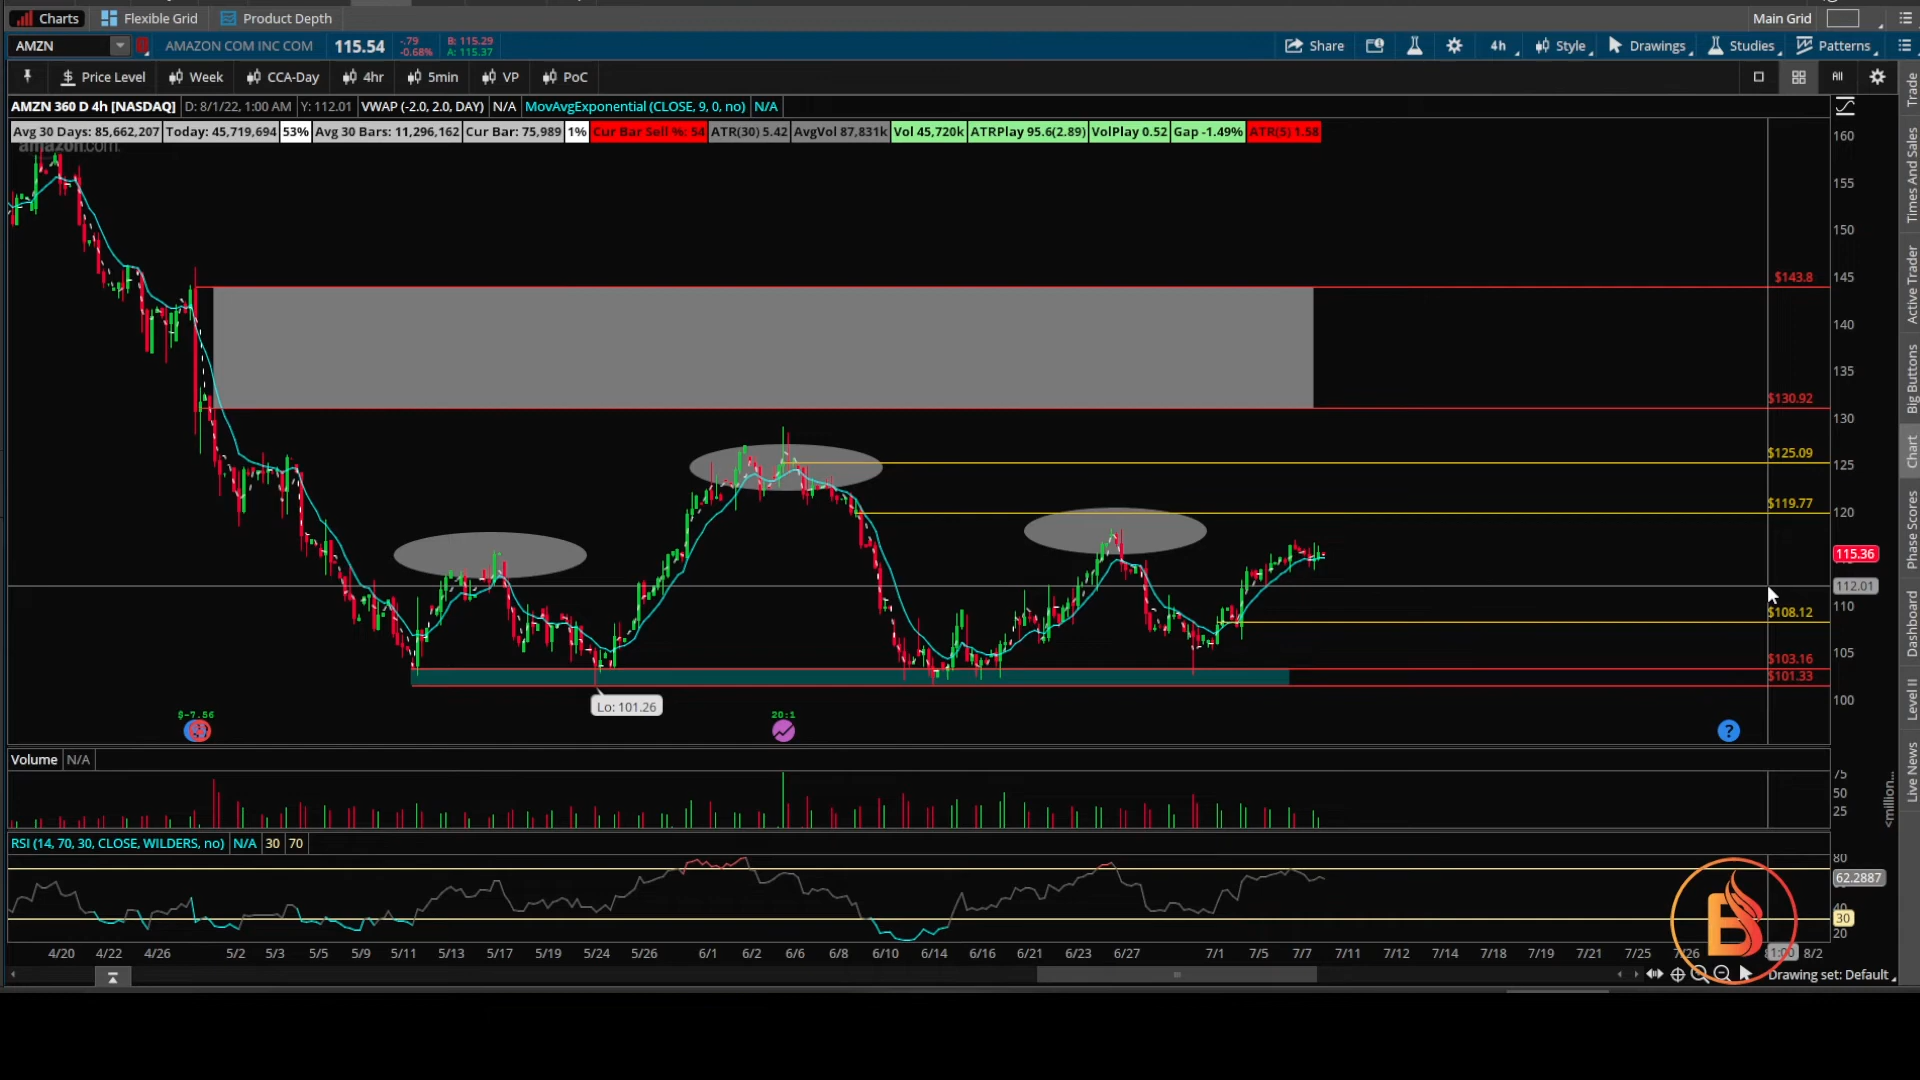 Charts Flexible Grid Product Depth Main Grid
AMZN AMAZON COM INC COM 115.54 -.79 -0.68% B: 115.29 A: 115.37 Share 4h Style Drawings Studies Patterns
Price Level Week CCA-Day 4hr 5min VP PoC All
AMZN 360 D 4h [NASDAQ] D: 8/1/22, 1:00 AM Y: 112.01 VWAP (-2.0, 2.0, DAY) N/A MovAvgExponential (CLOSE, 9, 0, no) N/A
Avg 30 Days: 85,662,207 Today: 45,719,694 53% Avg 30 Bars: 11,296,162 Cur Bar: 75,989 1% Cur Bar Sell %: 54 ATR(30) 5.42 AvgVol 87,831k Vol 45,720k ATRPlay 95.6(2.89) VolPlay 0.52 Gap -1.49% ATR(5) 1.58
amazon.com
160
155
150
145
$143.8
140
135
130
$130.92
125
$125.09
120
$119.77
115.36
112.01
110
$108.12
105
$103.16
$101.33
100
Lo: 101.26
$-7.56
20:1
?
Volume N/A
75
50
25
<million...
RSI (14, 70, 30, CLOSE, WILDERS, no) N/A 30 70
80
62.2887
40
30
20
B
4/20 4/22 4/26 5/2 5/3 5/5 5/9 5/11 5/13 5/17 5/19 5/24 5/26 6/1 6/2 6/6 6/8 6/10 6/14 6/16 6/21 6/23 6/27 7/1 7/5 7/7 7/11 7/12 7/14 7/18 7/19 7/21 7/25 7/26 1:00 8/2
Drawing set: Default
Trade
Times And Sales
Active Trader
Big Buttons
Chart
Phase Scores
Dashboard
Level II
Live News